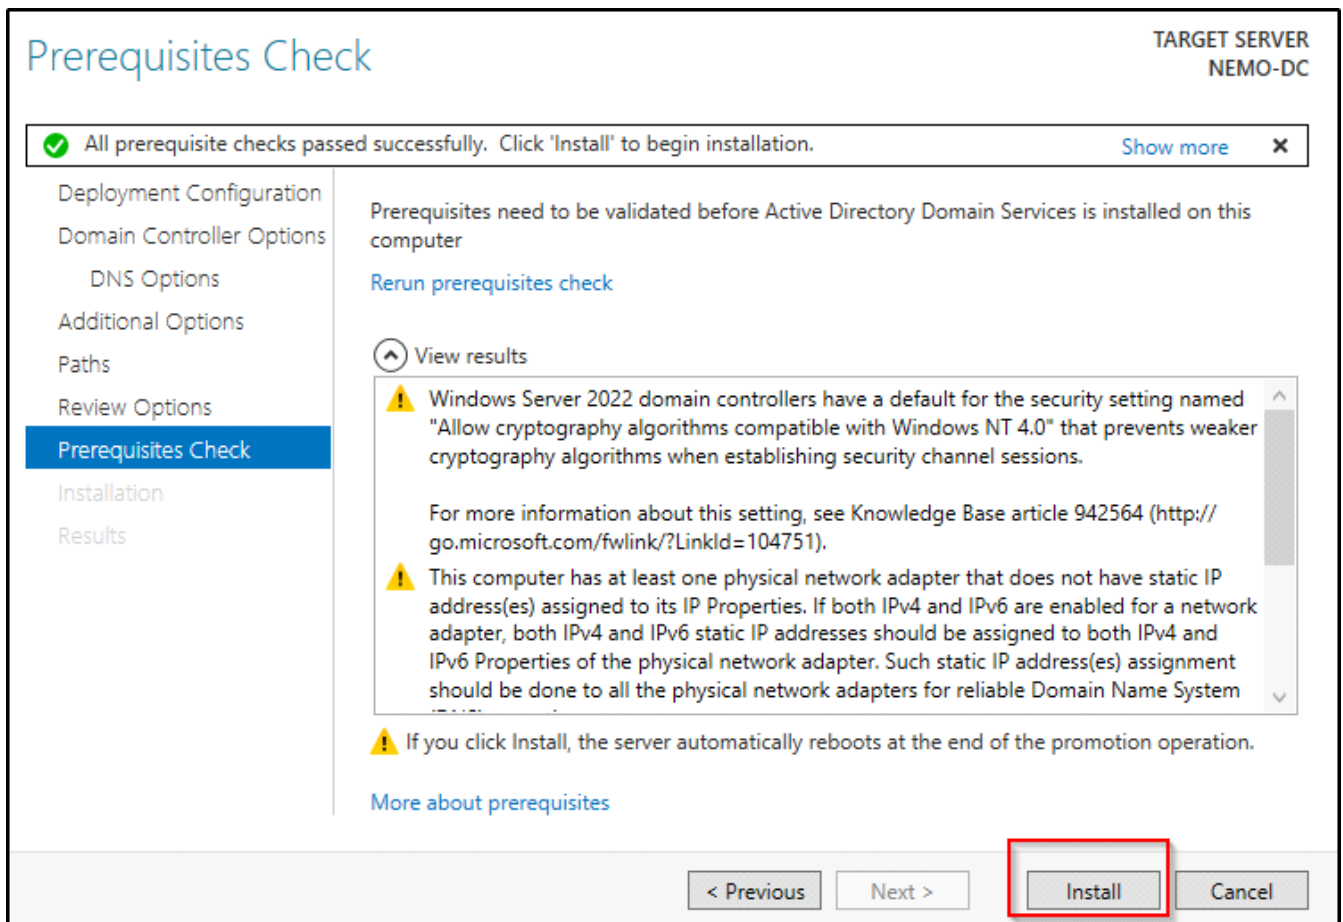 Prerequisites Check
TARGET SERVER
NEMO-DC
All prerequisite checks passed successfully.  Click 'Install' to begin installation.
Show more
Deployment Configuration
Domain Controller Options
DNS Options
Additional Options
Paths
Review Options
Prerequisites Check
Installation
Results
Prerequisites need to be validated before Active Directory Domain Services is installed on this
computer
Rerun prerequisites check
View results
Windows Server 2022 domain controllers have a default for the security setting named
"Allow cryptography algorithms compatible with Windows NT 4.0" that prevents weaker
cryptography algorithms when establishing security channel sessions.
For more information about this setting, see Knowledge Base article 942564 (http://
go.microsoft.com/fwlink/?LinkId=104751).
This computer has at least one physical network adapter that does not have static IP
address(es) assigned to its IP Properties. If both IPv4 and IPv6 are enabled for a network
adapter, both IPv4 and IPv6 static IP addresses should be assigned to both IPv4 and
IPv6 Properties of the physical network adapter. Such static IP address(es) assignment
should be done to all the physical network adapters for reliable Domain Name System
If you click Install, the server automatically reboots at the end of the promotion operation.
More about prerequisites
< Previous
Next >
Install
Cancel